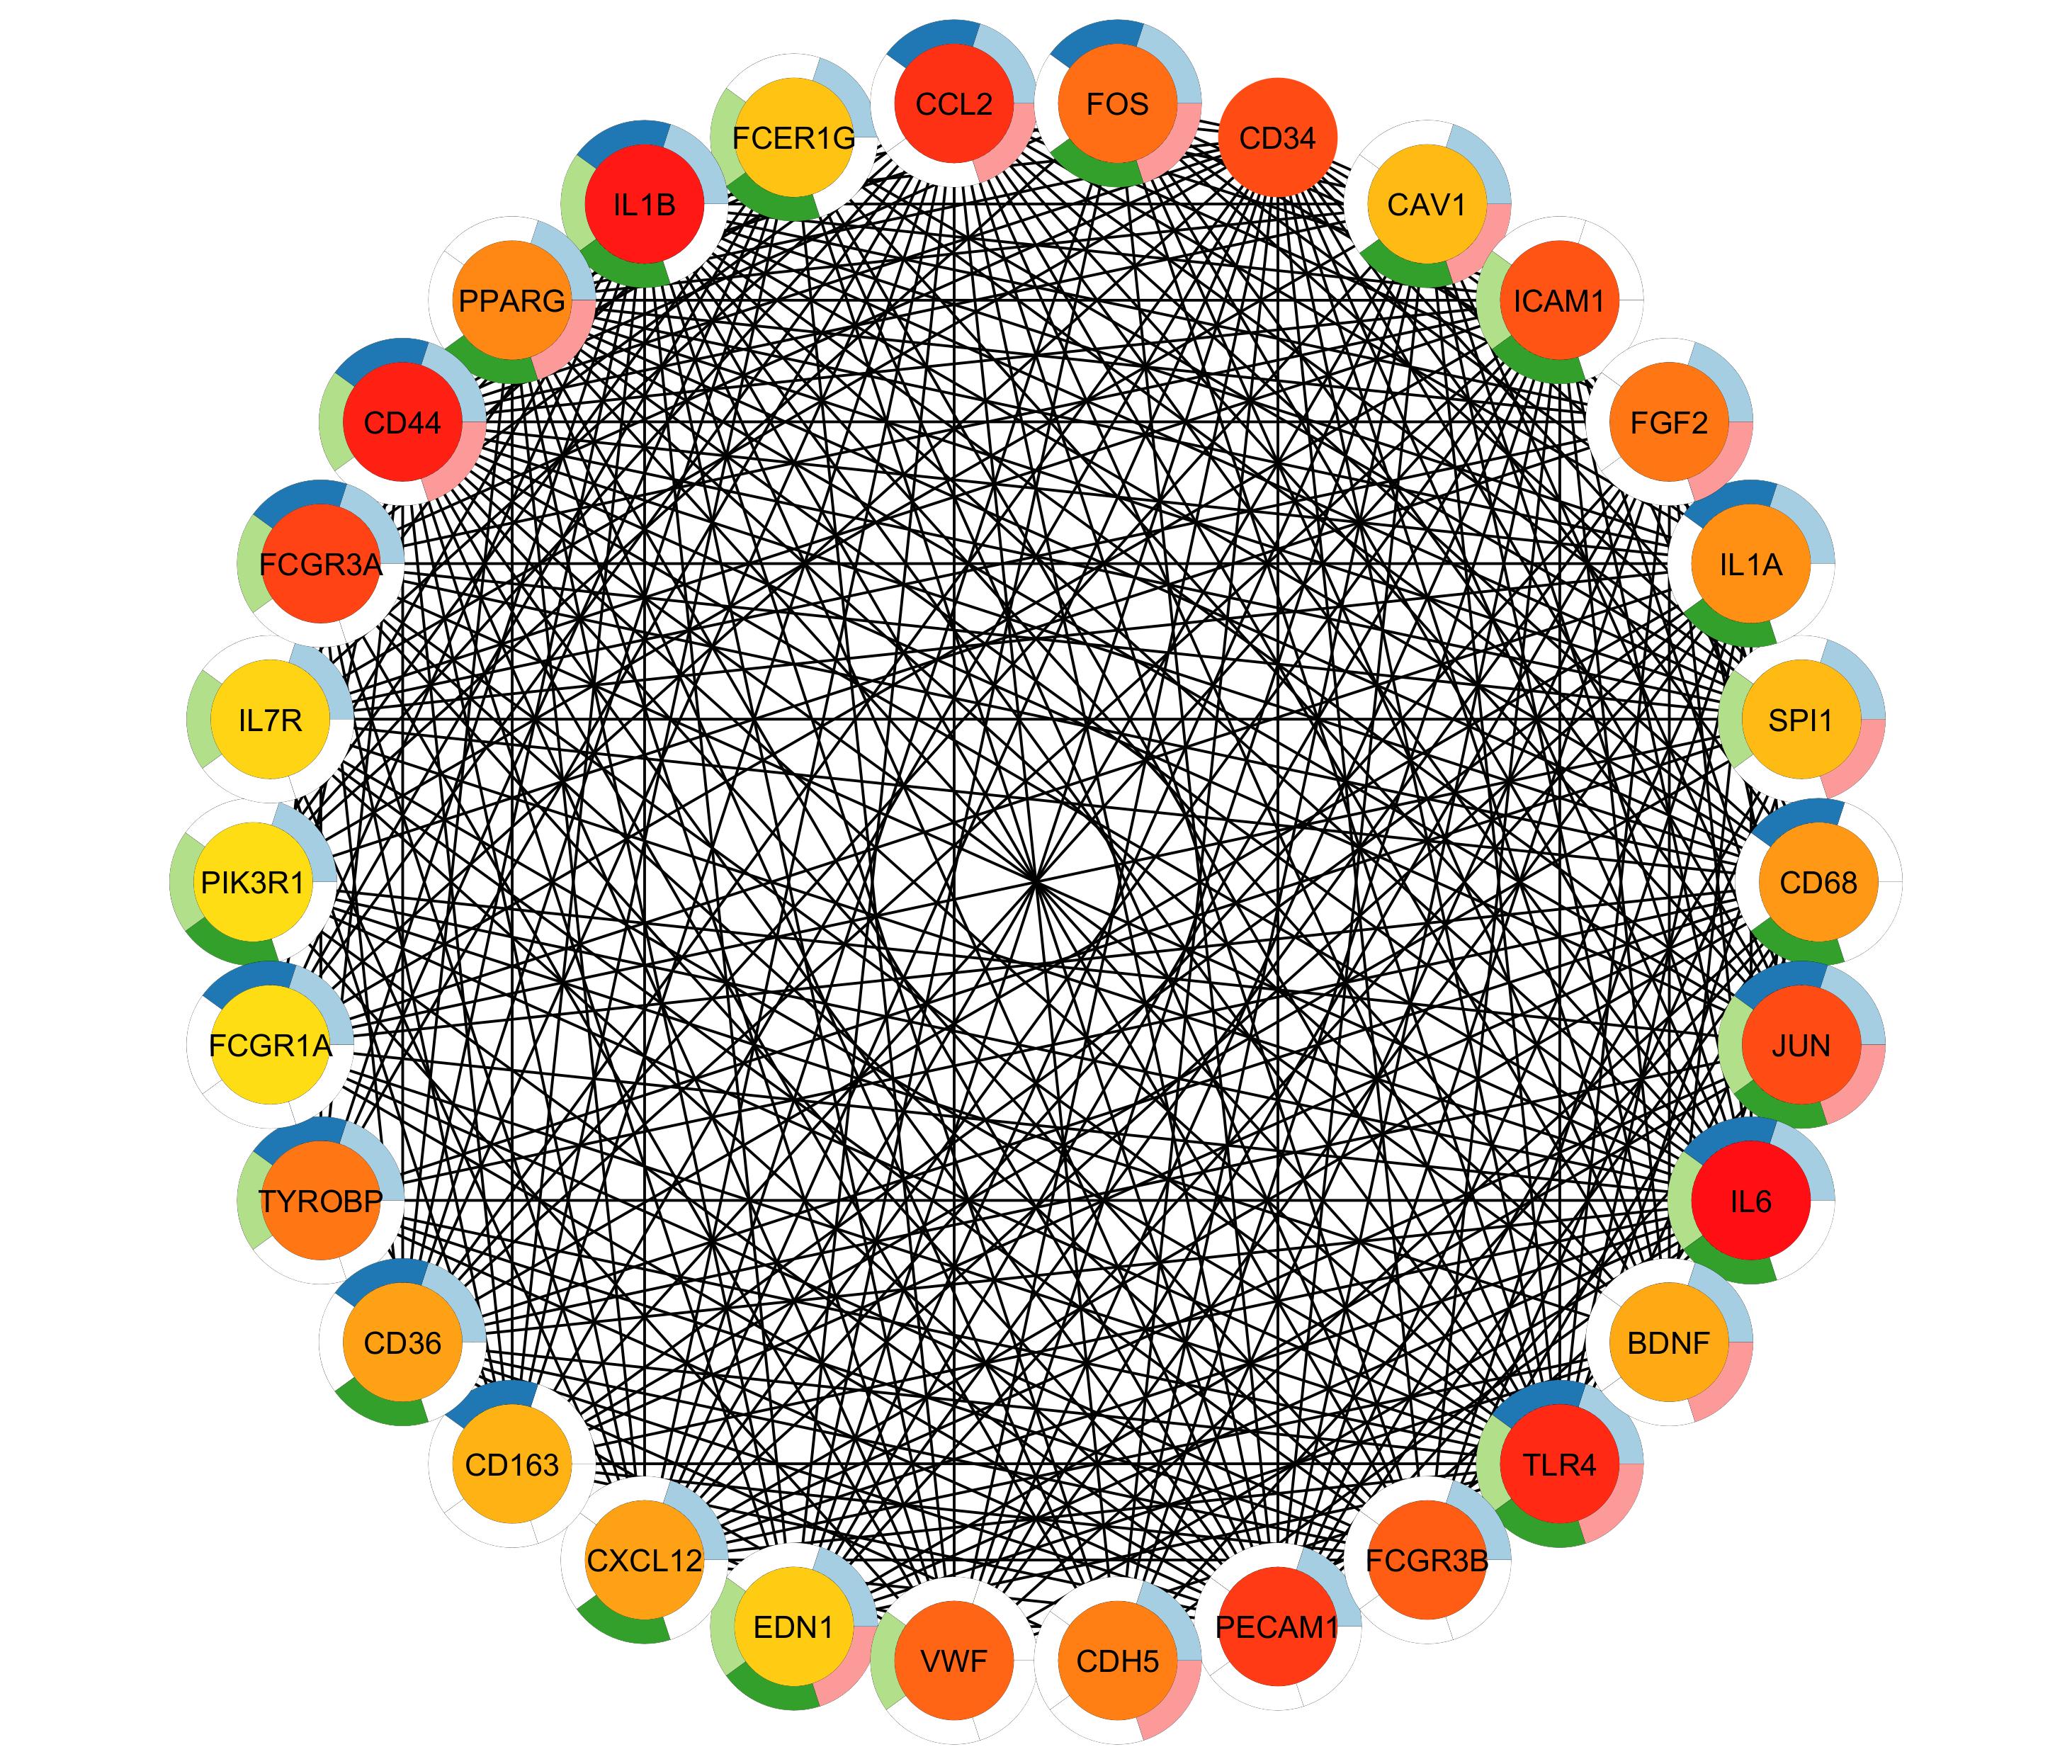 CCL2
FOS
FCER1G
CD34
IL1B
CAV1
PPARG
ICAM1
CD44
FGF2
FCGR3A
IL1A
IL7R
SPI1
PIK3R1
CD68
FCGR1A
JUN
TYROBP
IL6
CD36
BDNF
CD163
TLR4
CXCL12
FCGR3B
EDN1
PECAM1
VWF
CDH5